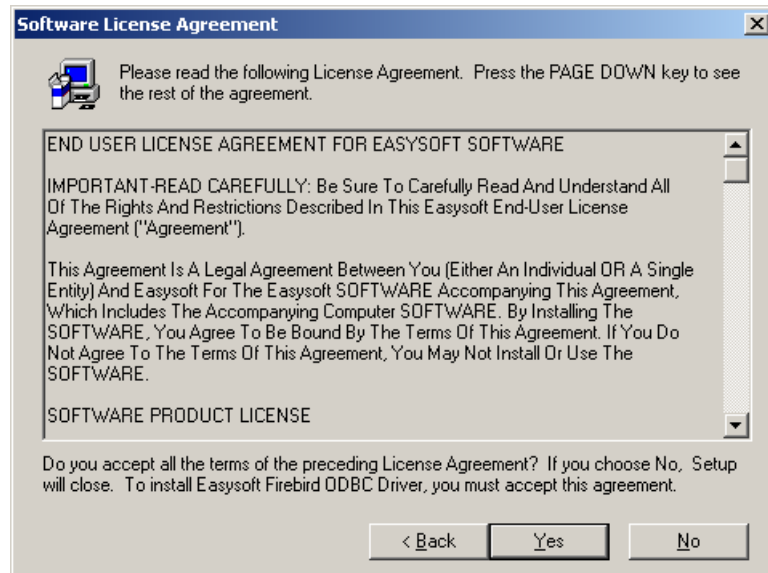 Software License Agreement
Please read the following License Agreement. Press the PAGE DOWN key to see
the rest of the agreement.
END USER LICENSE AGREEMENT FOR EASYSOFT SOFTWARE
IMPORTANT-READ CAREFULLY: Be Sure To Carefully Read And Understand All
Of The Rights And Restrictions Described In This Easysoft End-User License
Agreement ("Agreement").
This Agreement Is A Legal Agreement Between You (Either An Individual OR A Single
Entity) And Easysoft For The Easysoft SOFTWARE Accompanying This Agreement,
Which Includes The Accompanying Computer SOFTWARE. By Installing The
SOFTWARE, You Agree To Be Bound By The Terms Of This Agreement. If You Do
Not Agree To The Terms Of This Agreement, You May Not Install Or Use The
SOFTWARE.
SOFTWARE PRODUCT LICENSE
Do you accept all the terms of the preceding License Agreement? If you choose No, Setup
will close. To install Easysoft Firebird ODBC Driver, you must accept this agreement.
< Back Yes No